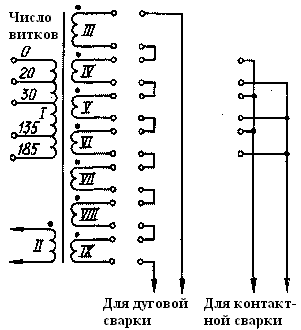 Число
витков
0
20
30
I
135
185
II
III
IV
V
VI
VII
VIII
IX
Для дуговой
сварки
Для контакт-
ной сварки